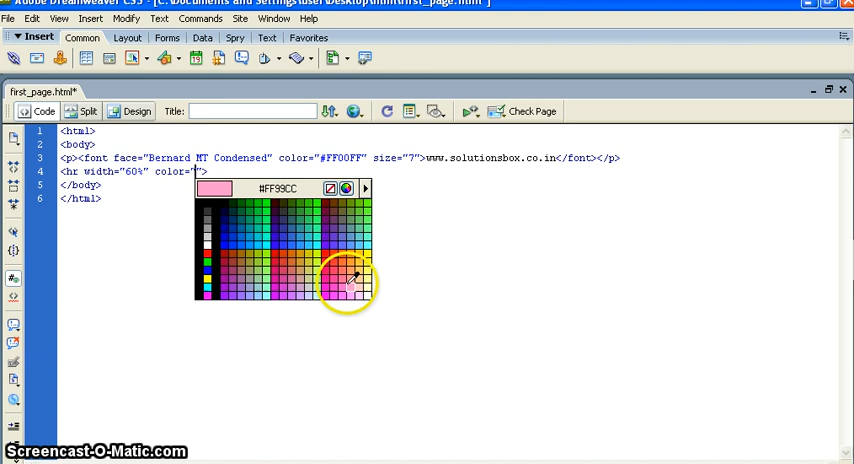 Adobe Dreamweaver CS3 - [C:\Documents and Settings\user\Desktop\html\first_page.html*]
File Edit View Insert Modify Text Commands Site Window Help
Insert Common Layout Forms Data Spry Text Favorites
first_page.html*
Code Split Design Title: Check Page
1 <html>
2 <body>
3 <p><font face="Bernard MT Condensed" color="#FF00FF" size="7">www.solutionsbox.co.in</font></p>
4 <hr width="60%" color="">
5 </body>
6 </html>
#FF99CC
Screencast-O-Matic.com